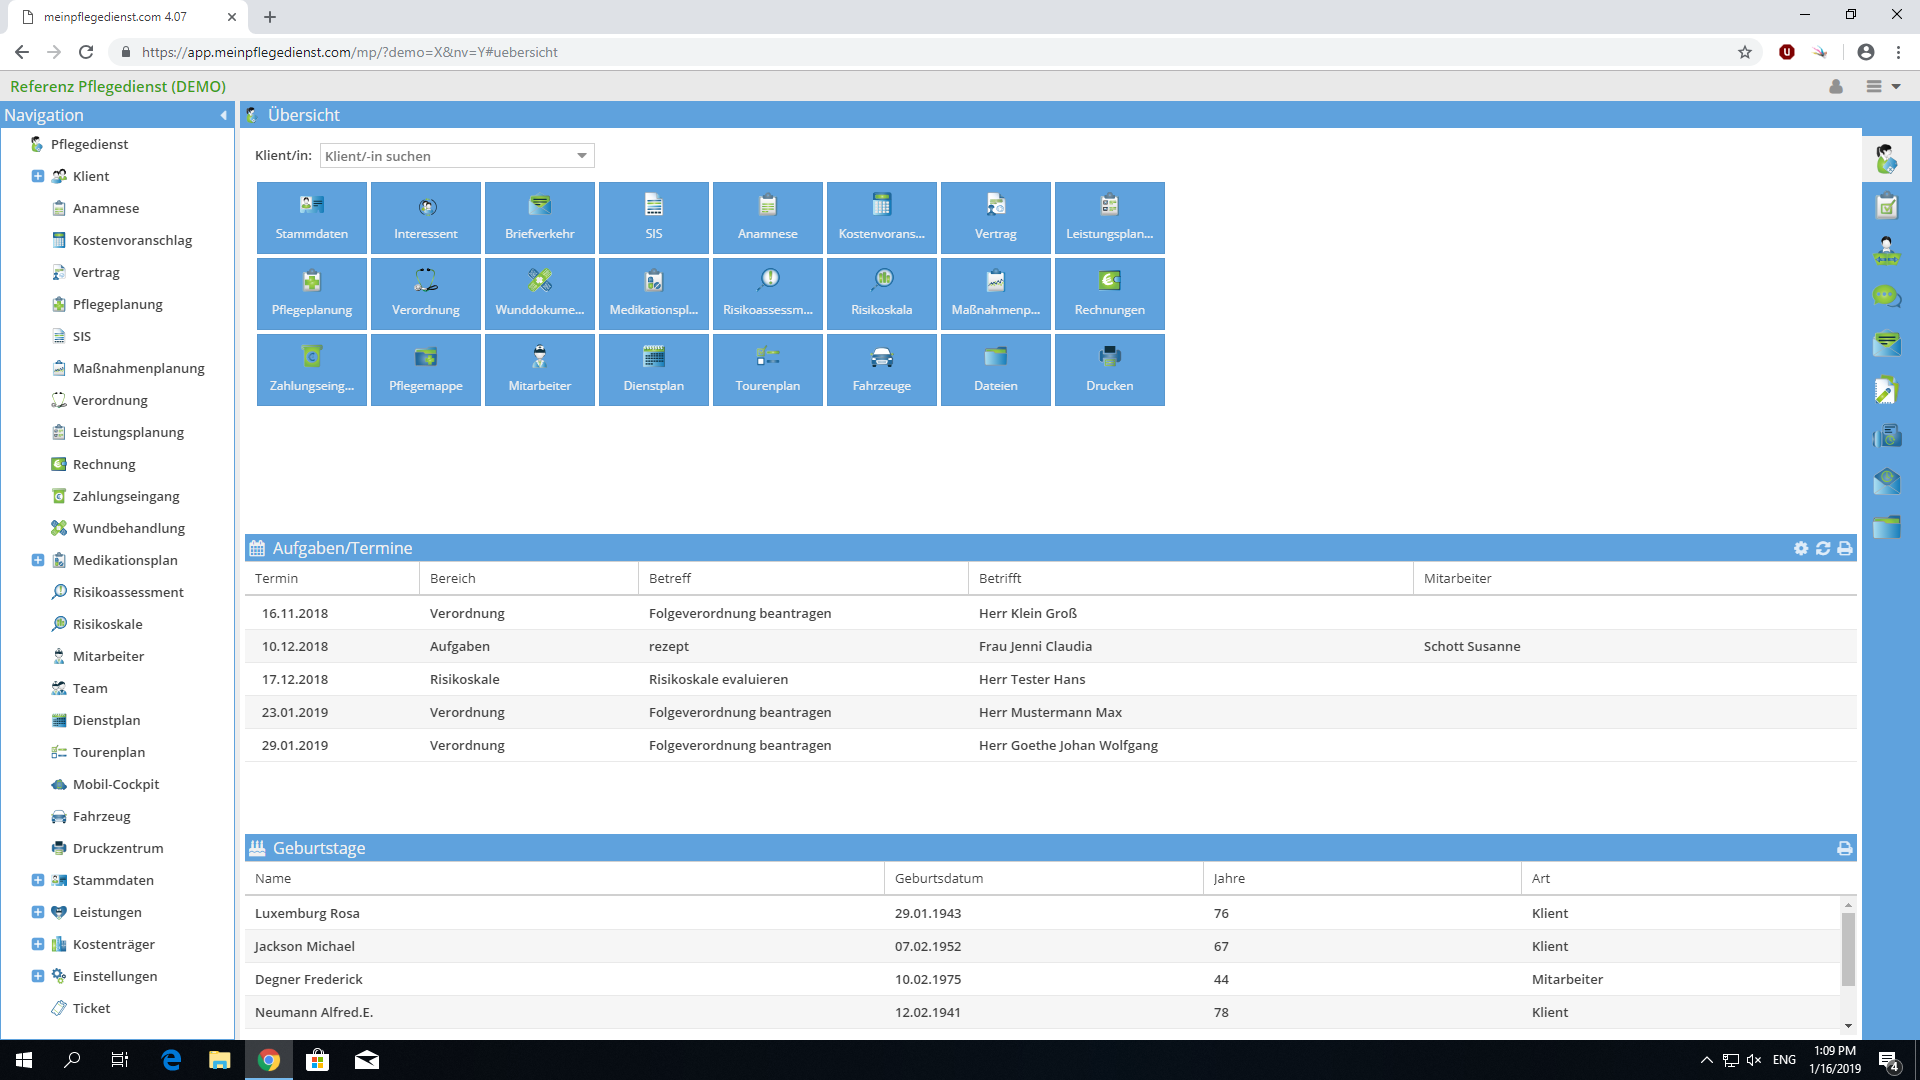 meinpflegedienst.com 4.07
https://app.meinpflegedienst.com/mp/?demo=X&nv=Y#uebersicht
Referenz Pflegedienst (DEMO)
Navigation
Pflegedienst
Klient
Anamnese
Kostenvoranschlag
Vertrag
Pflegeplanung
SIS
Maßnahmenplanung
Verordnung
Leistungsplanung
Rechnung
Zahlungseingang
Wundbehandlung
Medikationsplan
Risikoassessment
Risikoskale
Mitarbeiter
Team
Dienstplan
Tourenplan
Mobil-Cockpit
Fahrzeug
Druckzentrum
Stammdaten
Leistungen
Kostenträger
Einstellungen
Ticket
Übersicht
Klient/in: Klient/-in suchen
Stammdaten Interessent Briefverkehr SIS Anamnese Kostenvorans... Vertrag Leistungsplan...
Pflegeplanung Verordnung Wunddokume... Medikationspl... Risikoassessm... Risikoskala Maßnahmenp... Rechnungen
Zahlungseing... Pflegemappe Mitarbeiter Dienstplan Tourenplan Fahrzeuge Dateien Drucken
Aufgaben/Termine
Termin Bereich Betreff Betrifft Mitarbeiter
16.11.2018 Verordnung Folgeverordnung beantragen Herr Klein Groß
10.12.2018 Aufgaben rezept Frau Jenni Claudia Schott Susanne
17.12.2018 Risikoskale Risikoskale evaluieren Herr Tester Hans
23.01.2019 Verordnung Folgeverordnung beantragen Herr Mustermann Max
29.01.2019 Verordnung Folgeverordnung beantragen Herr Goethe Johan Wolfgang
Geburtstage
Name Geburtsdatum Jahre Art
Luxemburg Rosa 29.01.1943 76 Klient
Jackson Michael 07.02.1952 67 Klient
Degner Frederick 10.02.1975 44 Mitarbeiter
Neumann Alfred.E. 12.02.1941 78 Klient
ENG
1:09 PM
1/16/2019
4